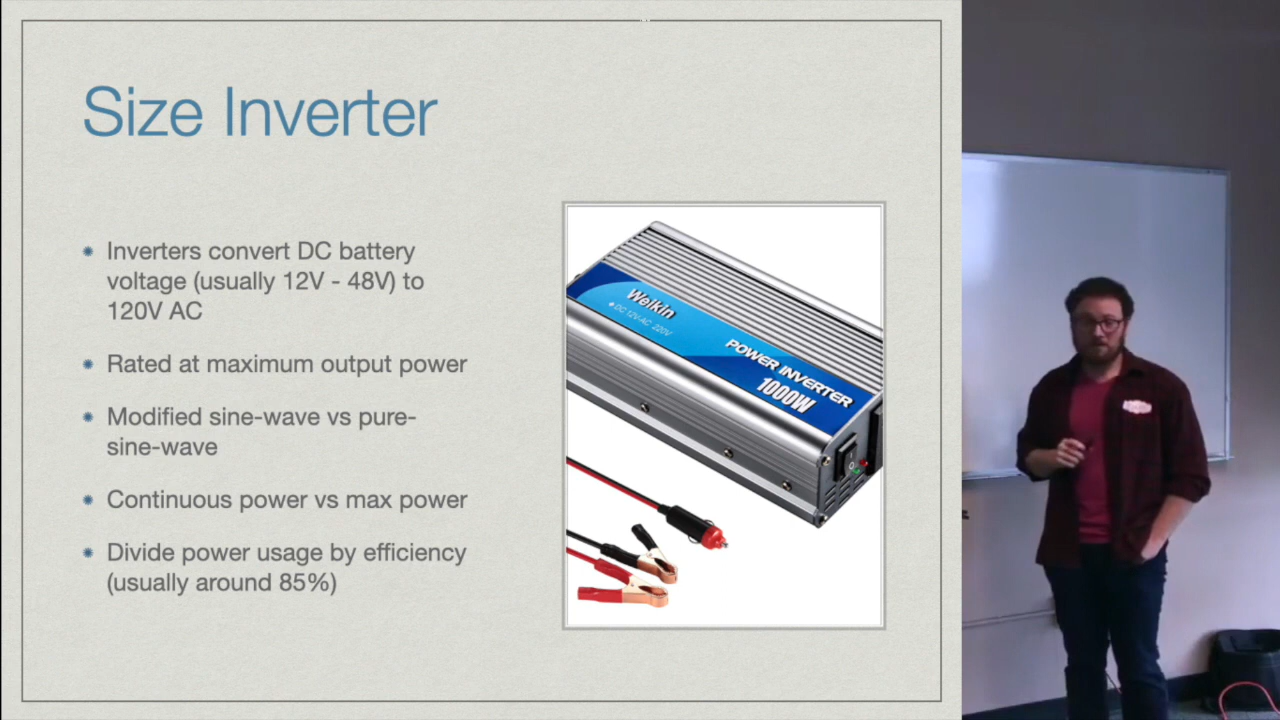 Size Inverter
Inverters convert DC battery
voltage (usually 12V - 48V) to
120V AC
Rated at maximum output power
Modified sine-wave vs pure-
sine-wave
Continuous power vs max power
Divide power usage by efficiency
(usually around 85%)
Weikin
DC 12V-AC 220V
POWER INVERTER
1000W